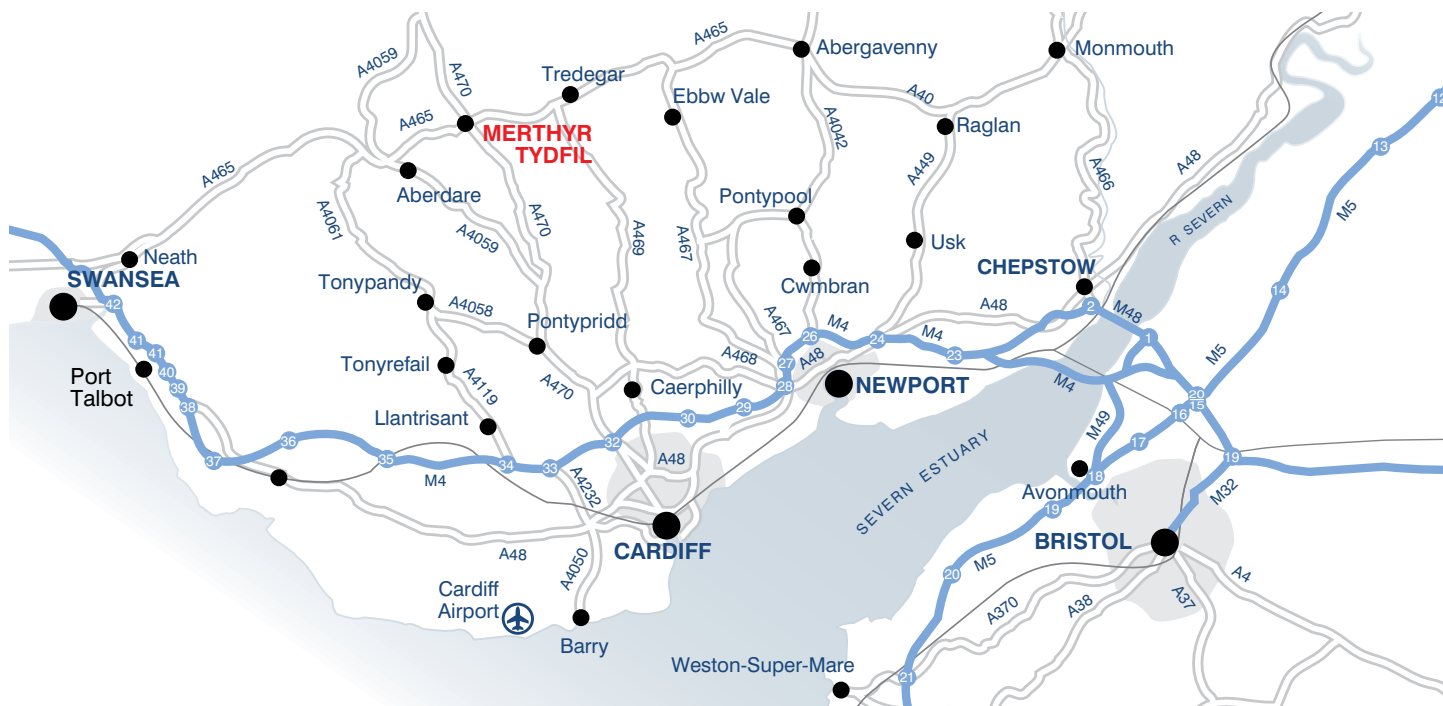 A465
Abergavenny
Monmouth
A4059
A470
Tredegar
Ebbw Vale
A40
12
A465
MERTHYR
TYDFIL
A4042
Raglan
13
A48
A465
Aberdare
A449
A466
Pontypool
A4061
A4059
A470
A469
A467
Usk
R SEVERN
M5
Neath
SWANSEA
CHEPSTOW
Tonypandy
Cwmbran
14
42
A4058
Pontypridd
A467
26
M4
A48
2
M48
41
41
40
39
38
Port
Talbot
Tonyrefail
A4119
A470
A468
Caerphilly
27
A48
28
24
M4
23
NEWPORT
M4
1
M5
20
15
16
Llantrisant
30
29
M49
17
36
35
M4
37
34
33
32
A48
A4232
SEVERN ESTUARY
Avonmouth
18
19
19
M32
A48
CARDIFF
BRISTOL
A4050
Cardiff
Airport
M5
20
A370
A38
A37
A4
Barry
Weston-Super-Mare
21